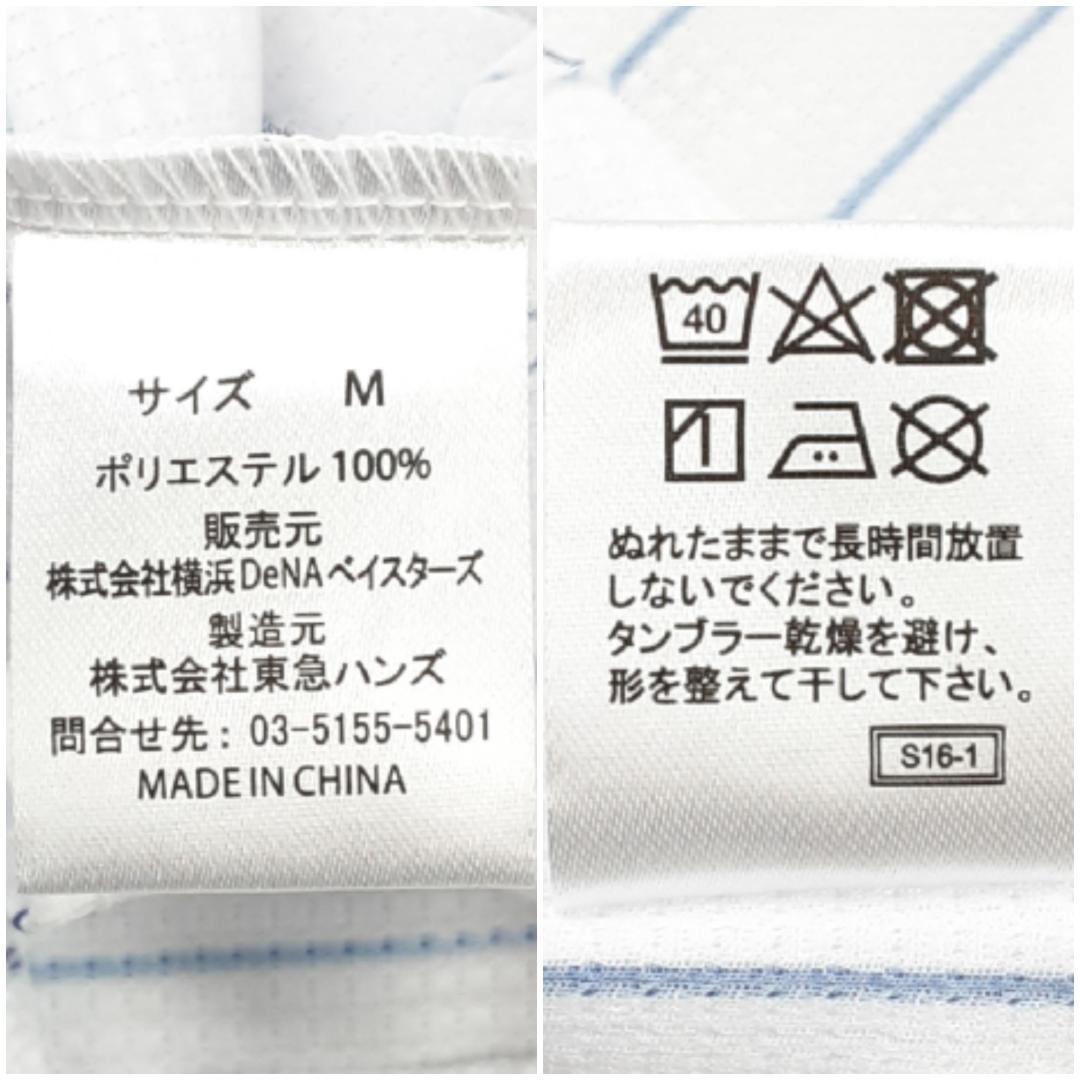 サイズ M
ポリエステル 100%
販売元
株式会社横浜DeNAベイスターズ
製造元
株式会社東急ハンズ
問合せ先：03-5155-5401
MADE IN CHINA
40
1
ぬれたままで長時間放置
しないでください。
タンブラー乾燥を避け、
形を整えて干して下さい。
S16-1